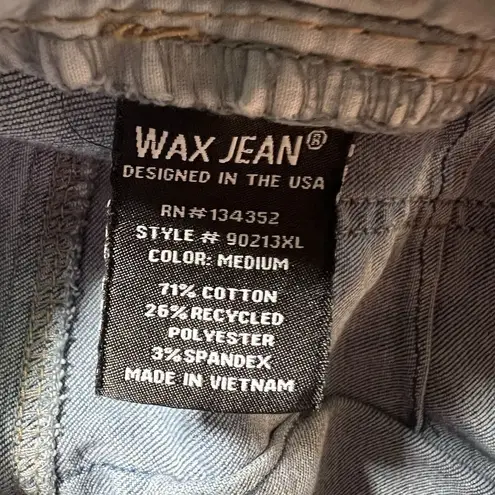 WAX JEAN®
DESIGNED IN THE USA
RN#134352
STYLE # 90213XL
COLOR: MEDIUM
71% COTTON
26% RECYCLED
POLYESTER
3% SPANDEX
MADE IN VIETNAM